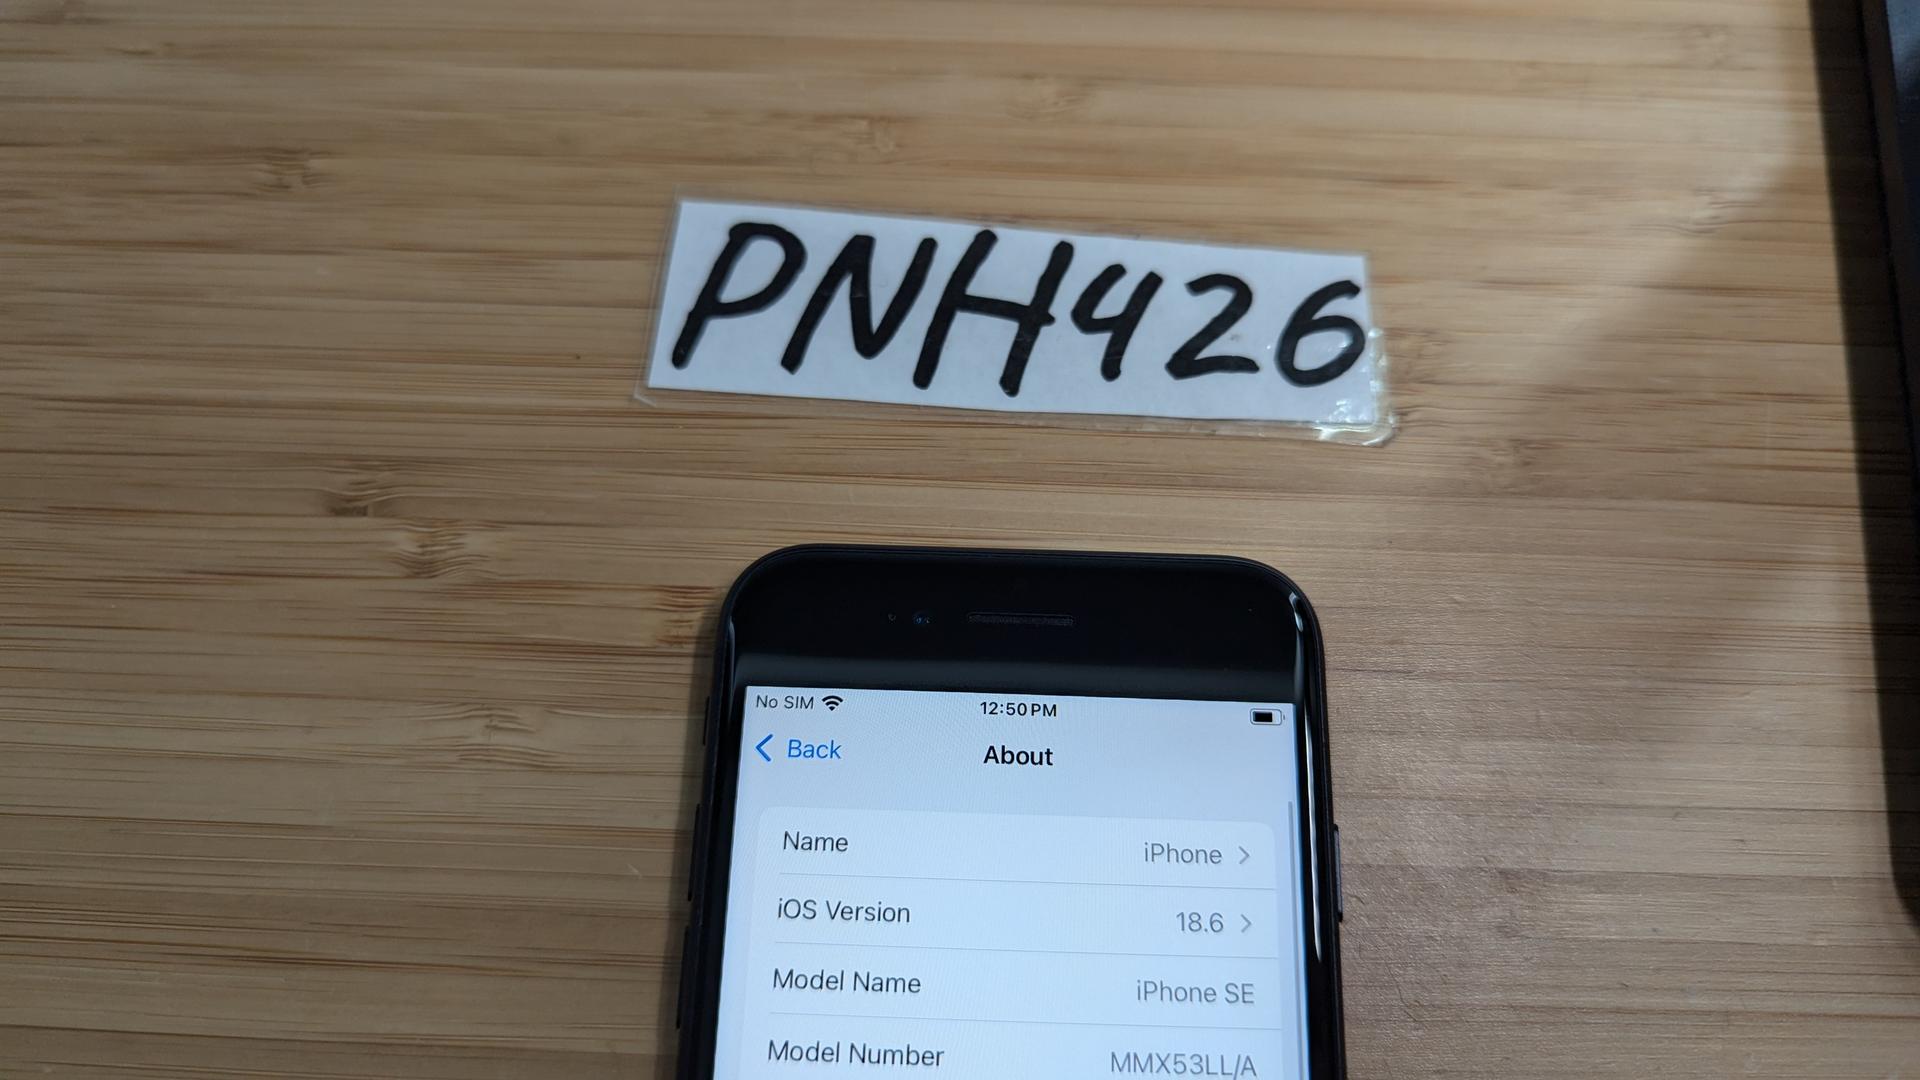 PNH426
No SIM 12:50 PM
Back About
Name iPhone
iOS Version 18.6
Model Name iPhone SE
Model Number MMX53LL/A